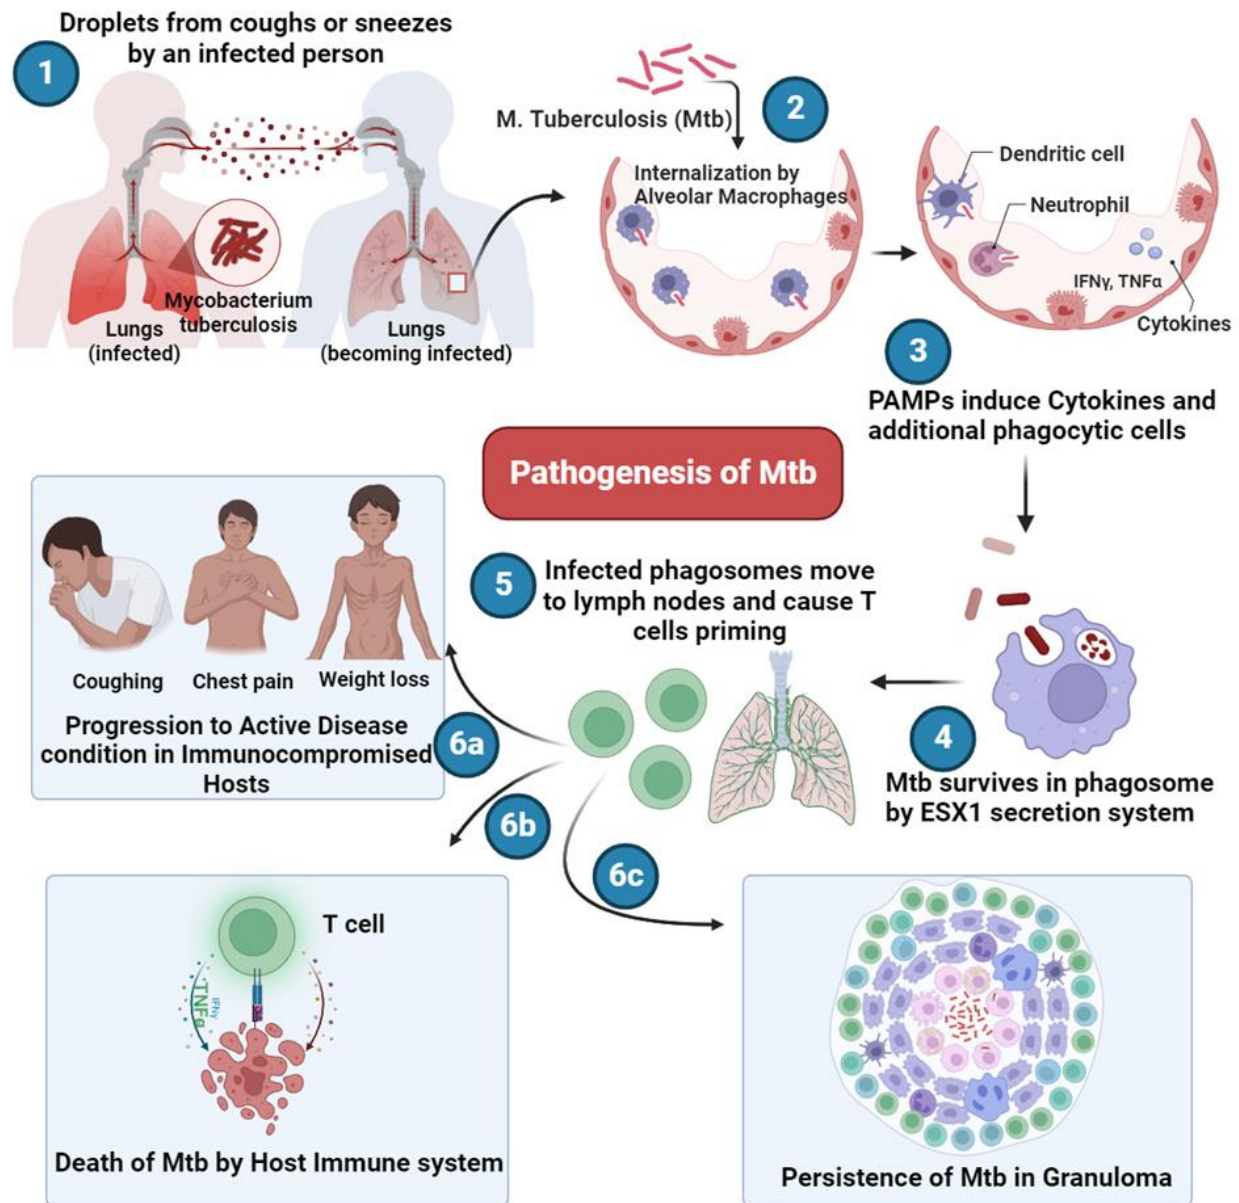 Droplets from coughs or sneezes
by an infected person
1
Mycobacterium
tuberculosis
Lungs
(infected)
Lungs
(becoming infected)
M. Tuberculosis (Mtb)
2
Internalization by
Alveolar Macrophages
Dendritic cell
Neutrophil
IFNγ, TNFα
Cytokines
3
PAMPs induce Cytokines and
additional phagocytic cells
Pathogenesis of Mtb
4
Mtb survives in phagosome
by ESX1 secretion system
5
Infected phagosomes move
to lymph nodes and cause T
cells priming
6a
Coughing
Chest pain
Weight loss
Progression to Active Disease
condition in Immunocompromised
Hosts
6b
T cell
IFNγ
TNFα
Death of Mtb by Host Immune system
6c
Persistence of Mtb in Granuloma